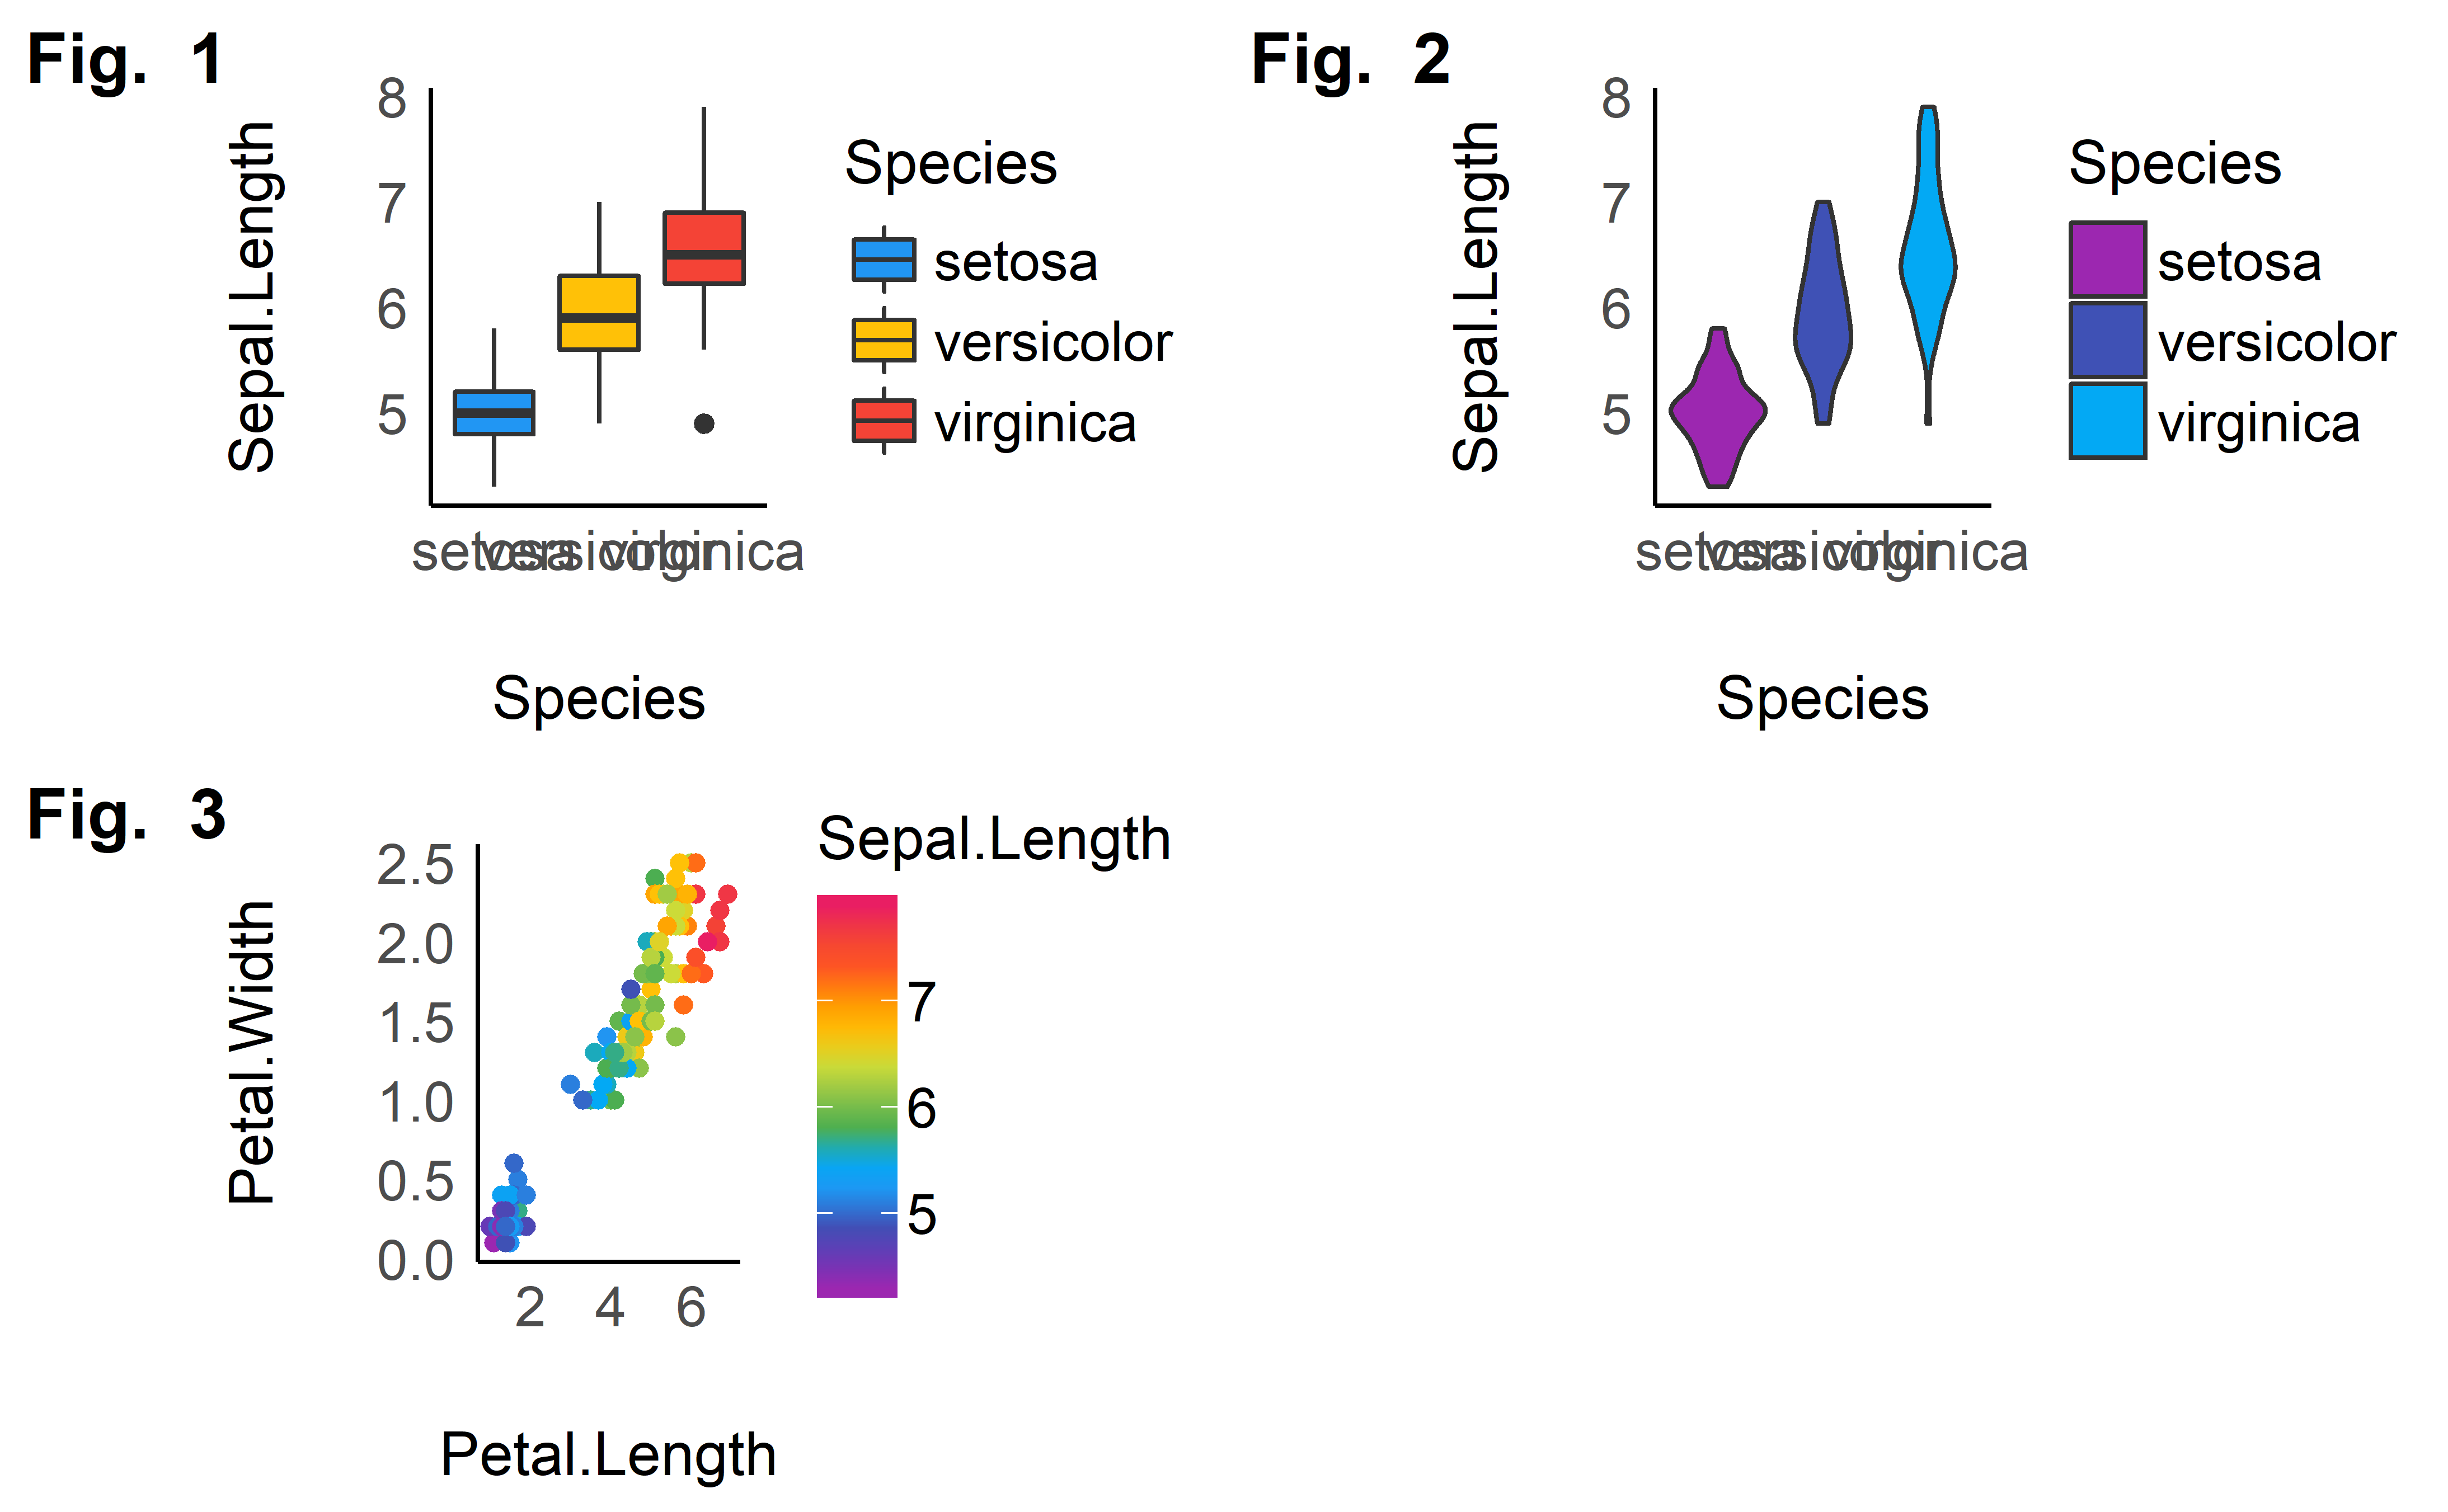 Fig. 1
Sepal.Length
8
7
6
5
setosa versicolor virginica
Species
Species
setosa
versicolor
virginica
Fig. 2
Sepal.Length
8
7
6
5
setosa versicolor virginica
Species
Species
setosa
versicolor
virginica
Fig. 3
Petal.Width
2.5
2.0
1.5
1.0
0.5
0.0
2 4 6
Petal.Length
Sepal.Length
7
6
5